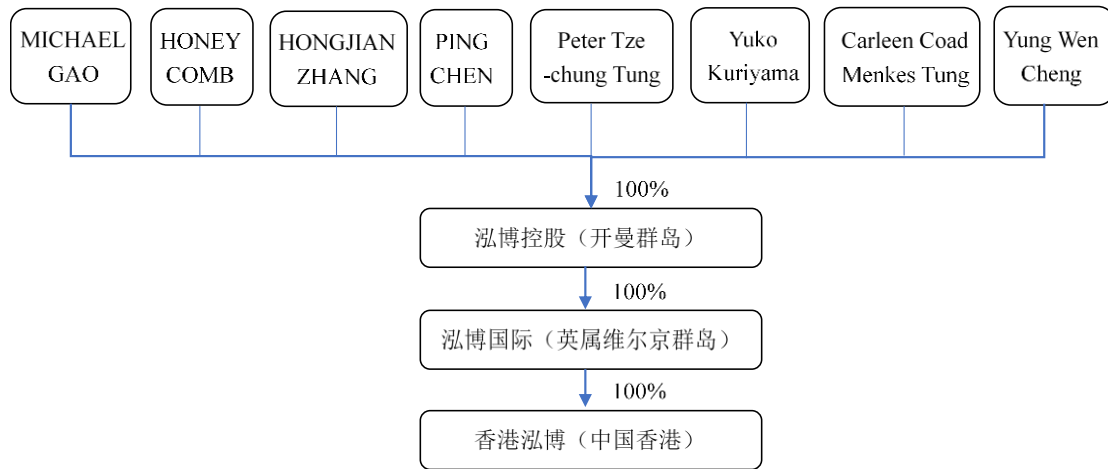 MICHAEL
GAO
HONEY
COMB
HONGJIAN
ZHANG
PING
CHEN
Peter Tze
-chung Tung
Yuko
Kuriyama
Carleen Coad
Menkes Tung
Yung Wen
Cheng
100%
泓博控股（开曼群岛）
100%
泓博国际（英属维尔京群岛）
100%
香港泓博（中国香港）